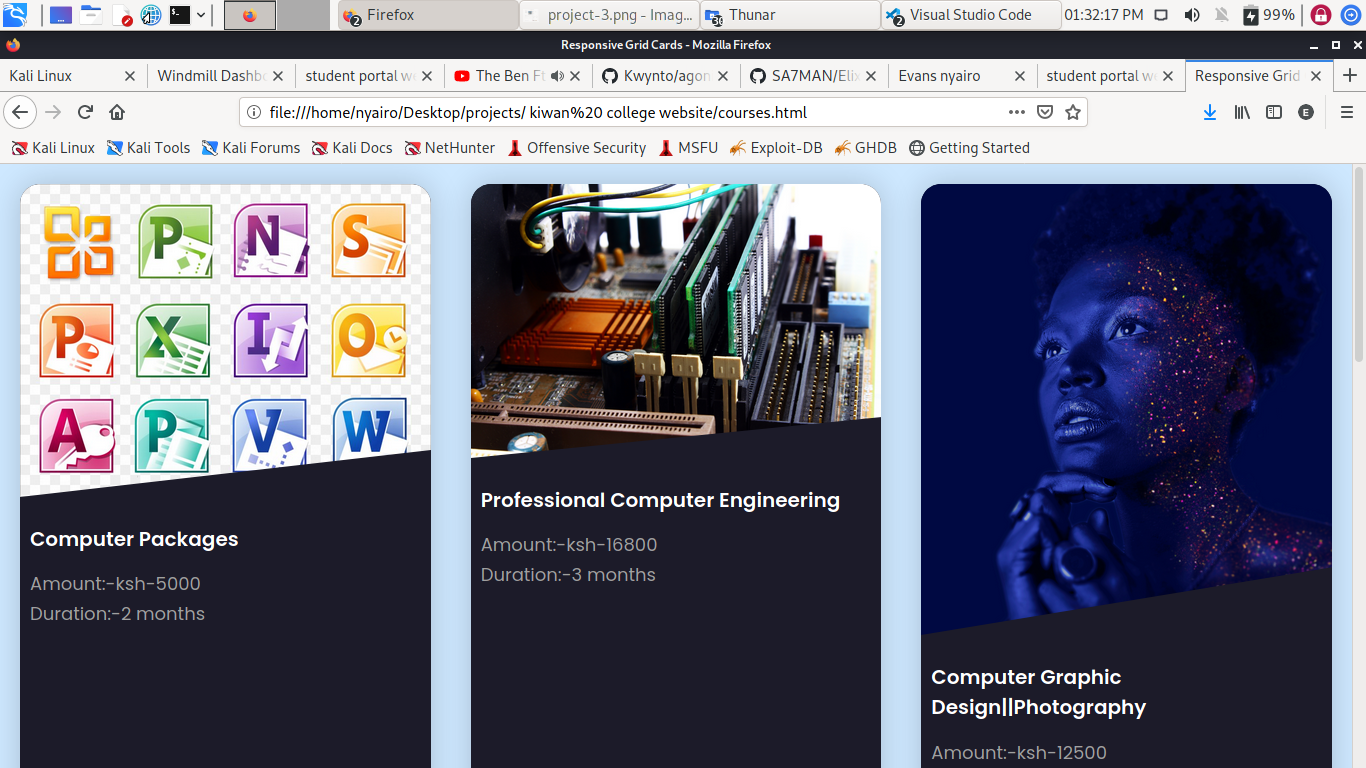 2
Firefox
project-3.png - Imag...
Thunar
2
Visual Studio Code
01:32:17 PM
99%
Responsive Grid Cards - Mozilla Firefox
Kali Linux
Windmill Dashb
student portal w
The Ben Ft
Kwynto/agon
SA7MAN/Elix
Evans nyairo
student portal w
Responsive Grid
file:///home/nyairo/Desktop/projects/ kiwan%20 college website/courses.html
E
Kali Linux
Kali Tools
Kali Forums
Kali Docs
NetHunter
Offensive Security
MSFU
Exploit-DB
GHDB
Getting Started
P
N
S
P
X
I
O
A
P
V
W
Computer Packages
Amount:-ksh-5000
Duration:-2 months
Professional Computer Engineering
Amount:-ksh-16800
Duration:-3 months
Computer Graphic
Design||Photography
Amount:-ksh-12500